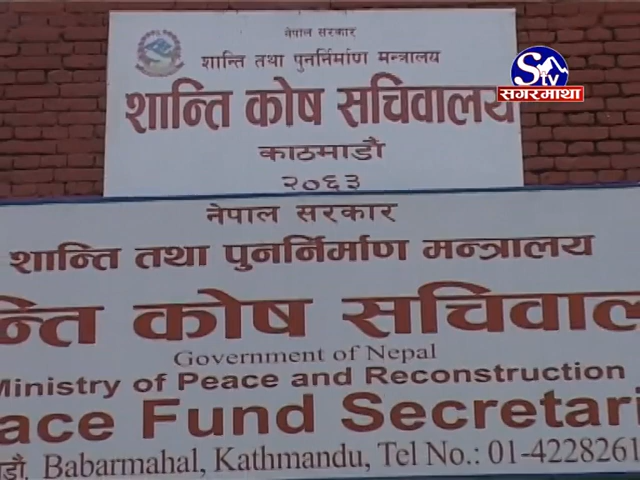 नेपाल सरकार
शान्ति तथा पुनर्निर्माण मन्त्रालय
शान्ति कोष सचिवालय
काठमाडौं
२०६३
S tv
सगरमाथा
नेपाल सरकार
शान्ति तथा पुनर्निर्माण मन्त्रालय
न्ति कोष सचिवाल
Government of Nepal
Ministry of Peace and Reconstruction
ace Fund Secretari
माडौं. Babarmahal, Kathmandu, Tel No.: 01-4228261